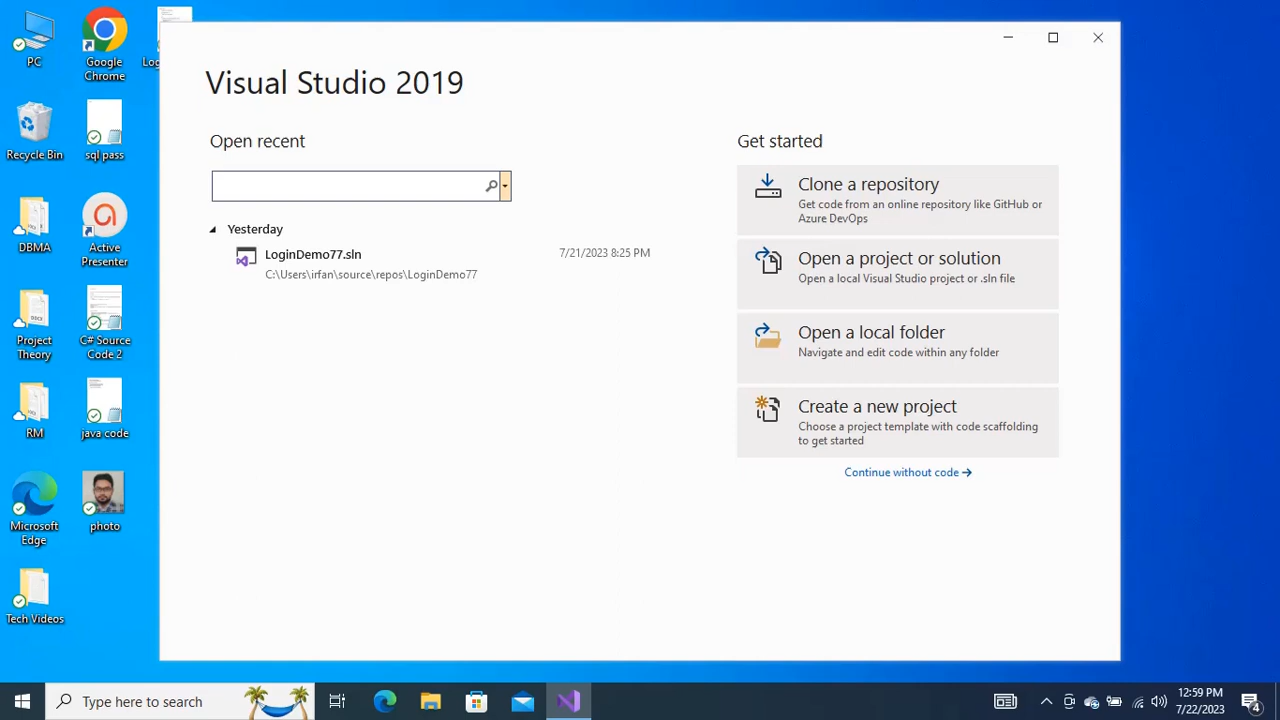 PC
Google
Chrome
Recycle Bin
sql pass
DBMA
Active
Presenter
Project
Theory
C# Source
Code 2
RM
java code
Microsoft
Edge
photo
Tech Videos
Visual Studio 2019
Open recent
Yesterday
LoginDemo77.sln
7/21/2023 8:25 PM
C:\Users\irfan\source\repos\LoginDemo77
Get started
Clone a repository
Get code from an online repository like GitHub or
Azure DevOps
Open a project or solution
Open a local Visual Studio project or .sln file
Open a local folder
Navigate and edit code within any folder
Create a new project
Choose a project template with code scaffolding
to get started
Continue without code →
Type here to search
12:59 PM
7/22/2023
4